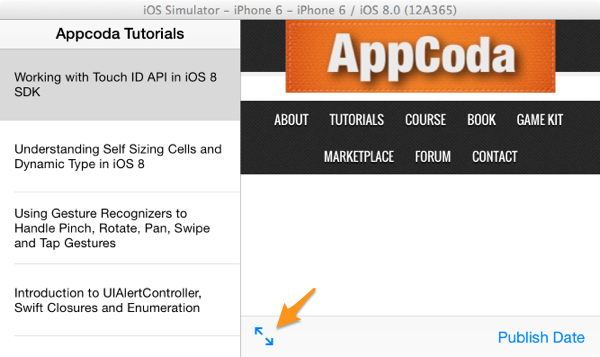 iOS Simulator – iPhone 6 – iPhone 6 / iOS 8.0 (12A365)
Appcoda Tutorials
Working with Touch ID API in iOS 8
SDK
Understanding Self Sizing Cells and
Dynamic Type in iOS 8
Using Gesture Recognizers to
Handle Pinch, Rotate, Pan, Swipe
and Tap Gestures
Introduction to UIAlertController,
Swift Closures and Enumeration
AppCoda
ABOUT TUTORIALS COURSE BOOK GAME KIT
MARKETPLACE FORUM CONTACT
Publish Date